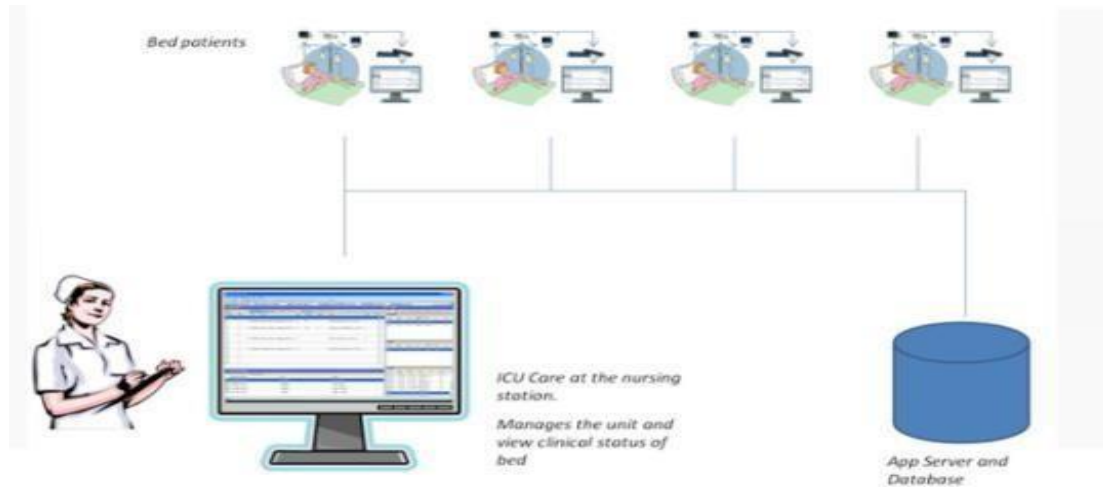 Bed patients
ICU Care at the nursing
station.
Manages the unit and
view clinical status of
bed
App Server and
Database